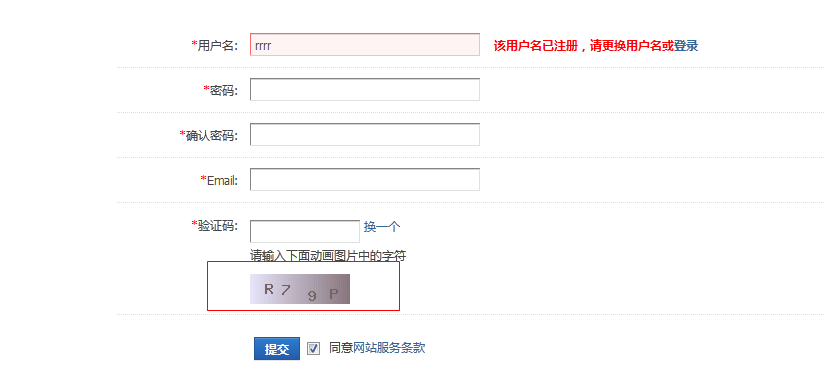 *用户名: rrrr 该用户名已注册，请更换用户名或登录
*密码:
*确认密码:
*Email:
*验证码: 换一个
请输入下面动画图片中的字符
R 7 9 P
提交 同意网站服务条款